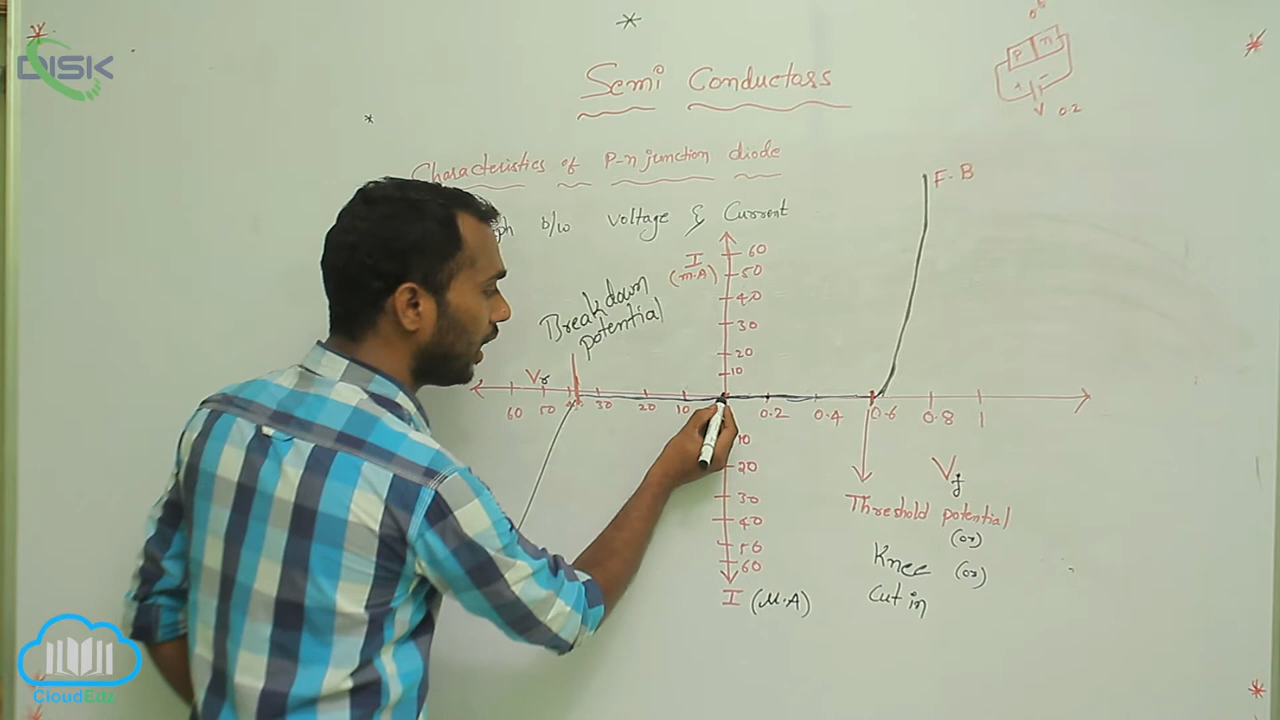 DISK
Semi Conductors
P n
+ -
V 0.2
Characteristics of P-n junction diode
b/w voltage & Current
F.B
I
(m.A)
60
50
40
30
20
10
Breakdown
potential
Vr
60 50 40 30 20 10 0.2 0.4 0.6 0.8 1
10
20
30
40
50
60
I (M.A)
Vf
Threshold potential
(or)
Knee (or)
Cut in
CloudEdz